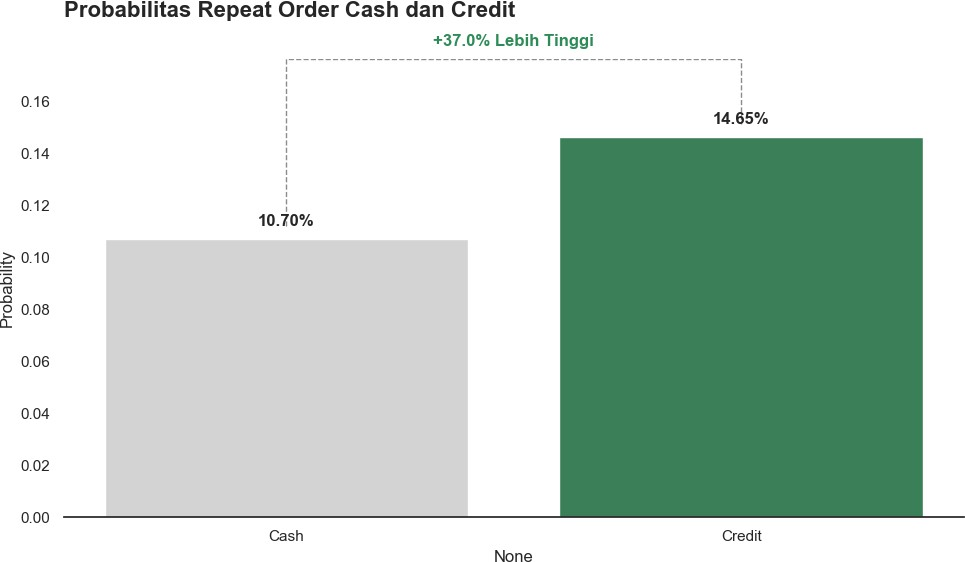 Probabilitas Repeat Order Cash dan Credit
+37.0% Lebih Tinggi
0.16
14.65%
0.14
0.12
10.70%
0.10
Probability
0.08
0.06
0.04
0.02
0.00
Cash
Credit
None